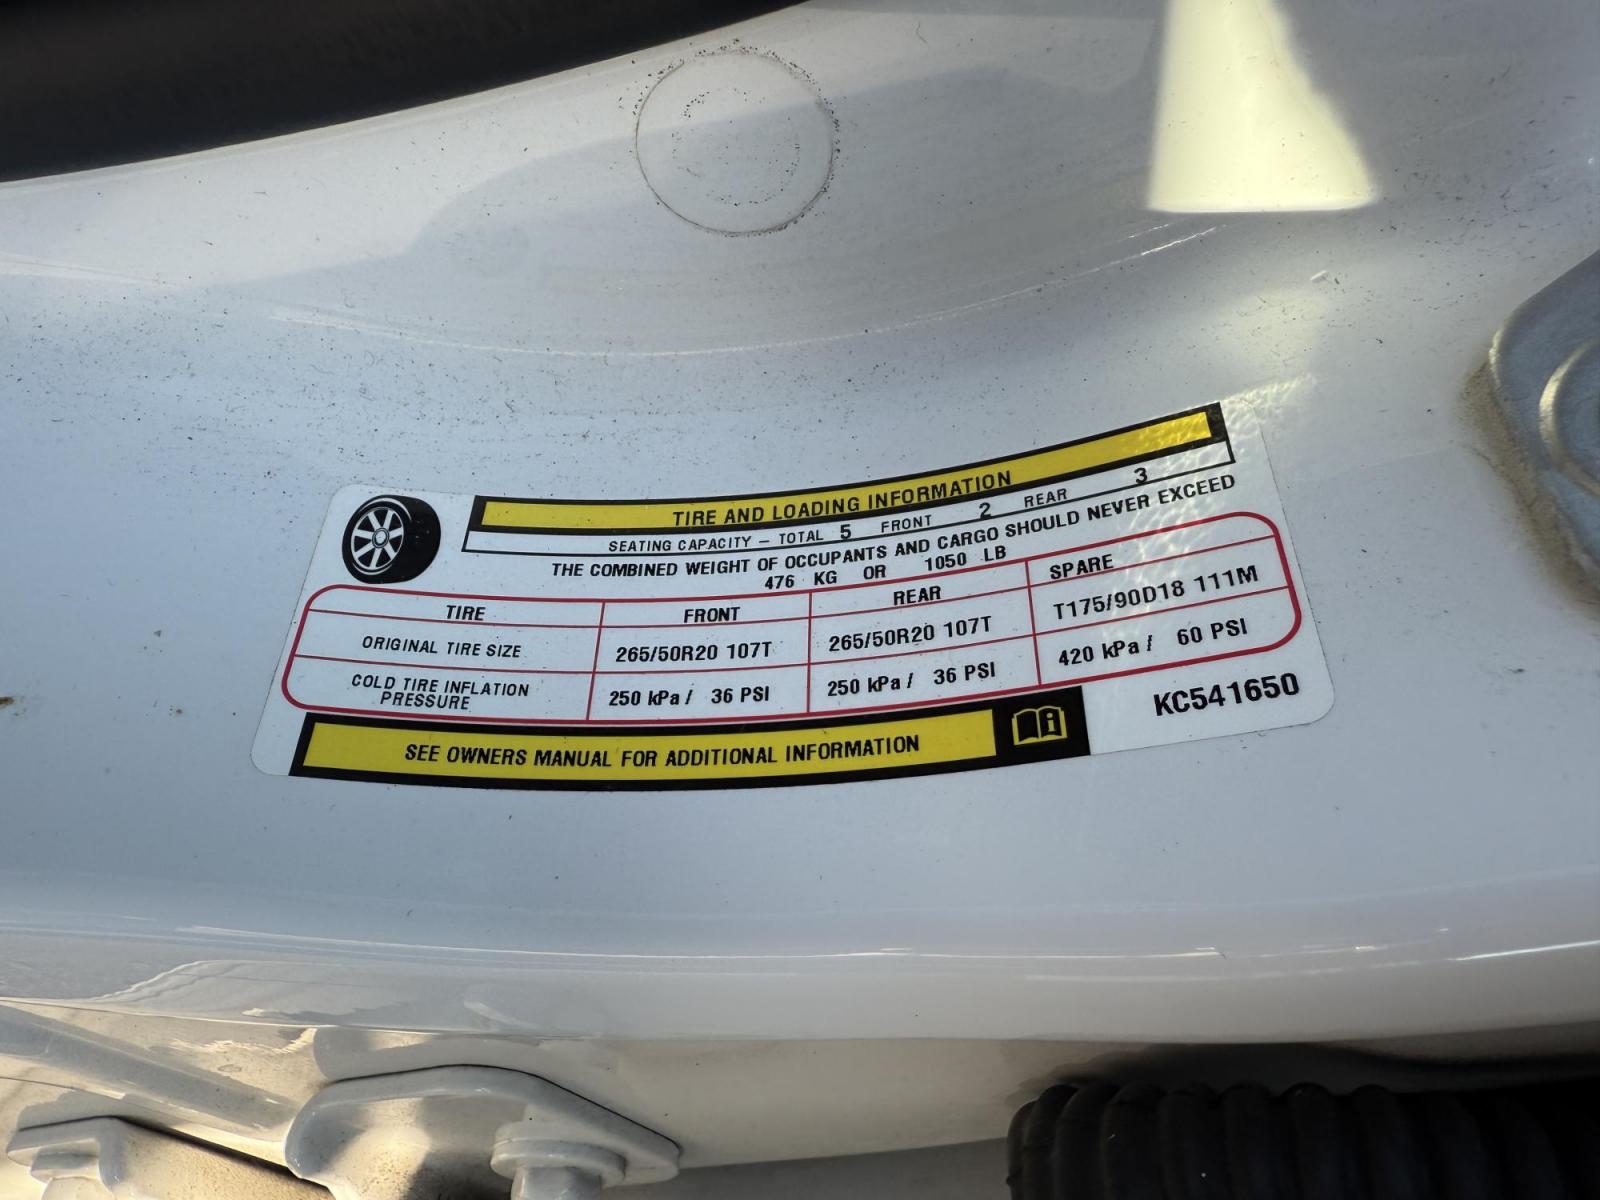 TIRE AND LOADING INFORMATION
SEATING CAPACITY – TOTAL 5 FRONT 2 REAR 3
THE COMBINED WEIGHT OF OCCUPANTS AND CARGO SHOULD NEVER EXCEED
476 KG OR 1050 LB
TIRE FRONT REAR SPARE
ORIGINAL TIRE SIZE 265/50R20 107T 265/50R20 107T T175/90D18 111M
COLD TIRE INFLATION PRESSURE 250 kPa / 36 PSI 250 kPa / 36 PSI 420 kPa / 60 PSI
SEE OWNERS MANUAL FOR ADDITIONAL INFORMATION
KC541650